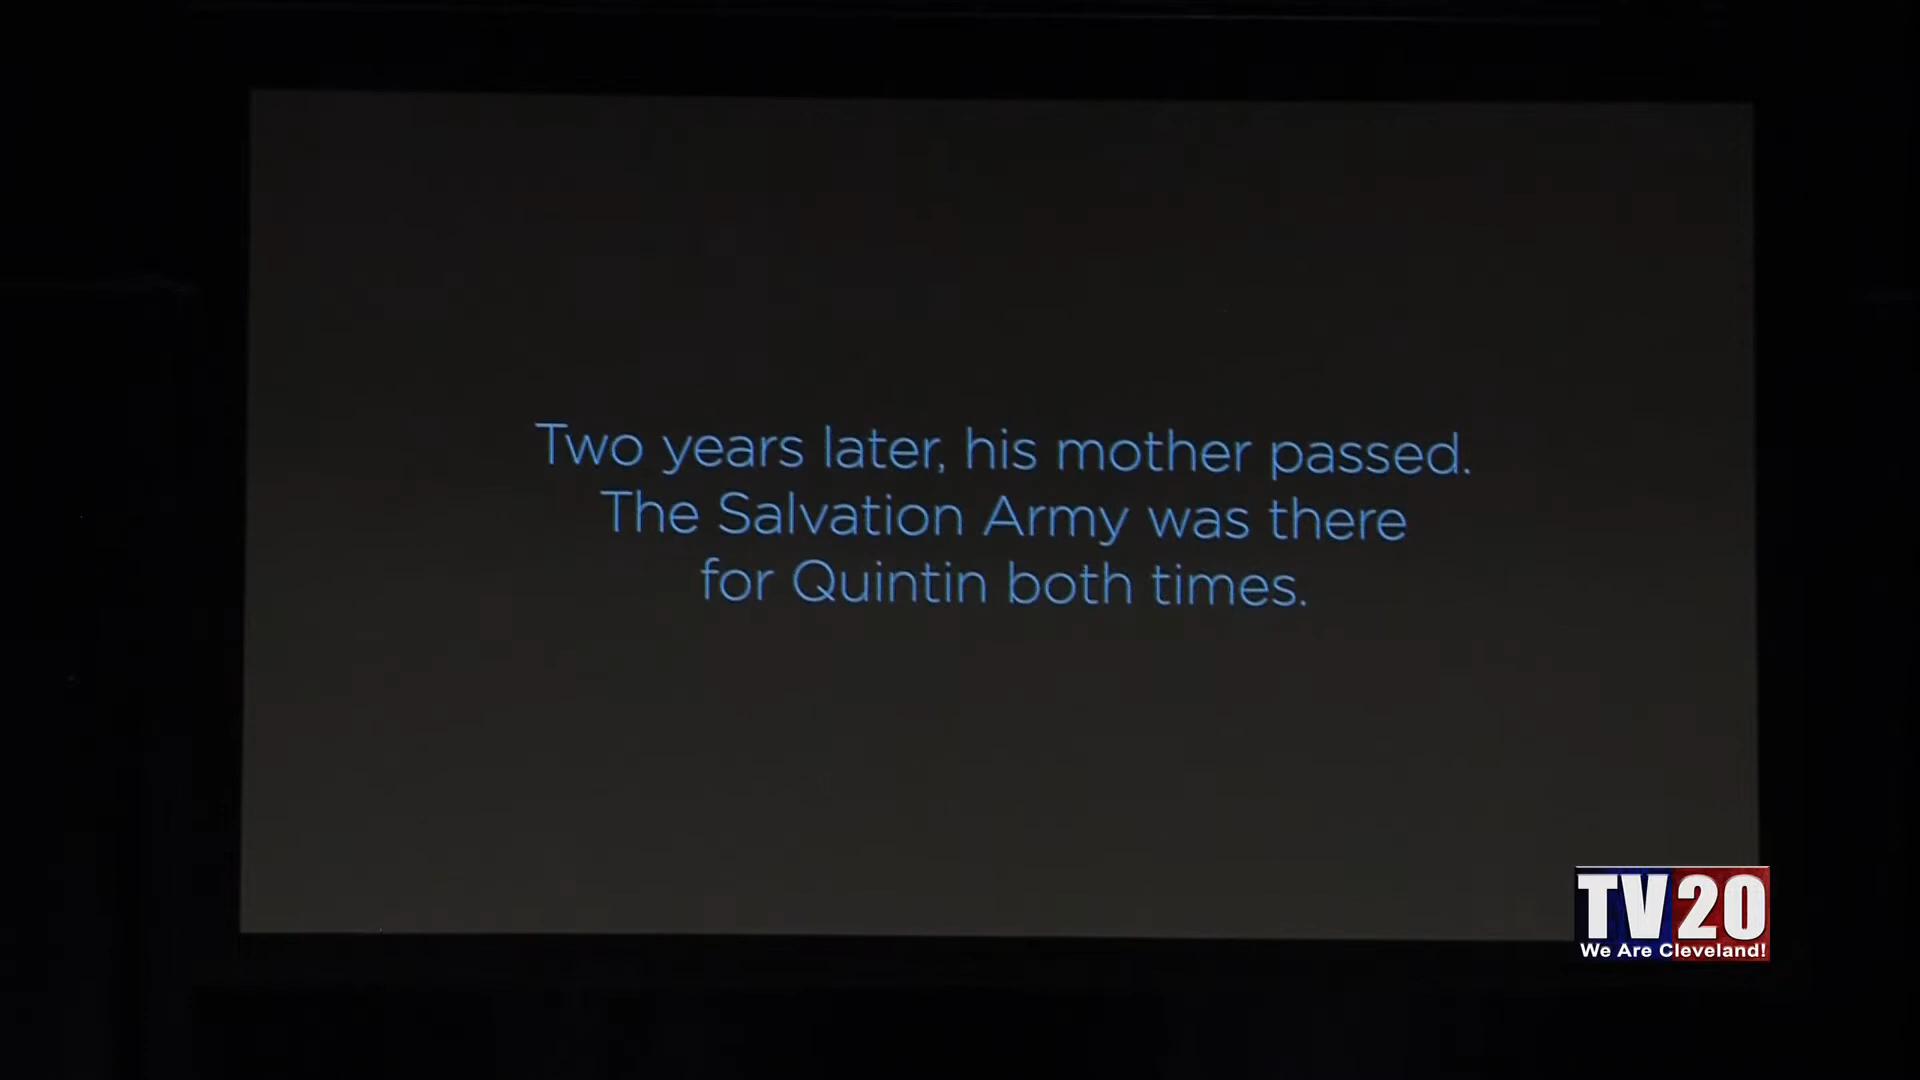 Two years later, his mother passed.
The Salvation Army was there
for Quintin both times.
TV20
We Are Cleveland!